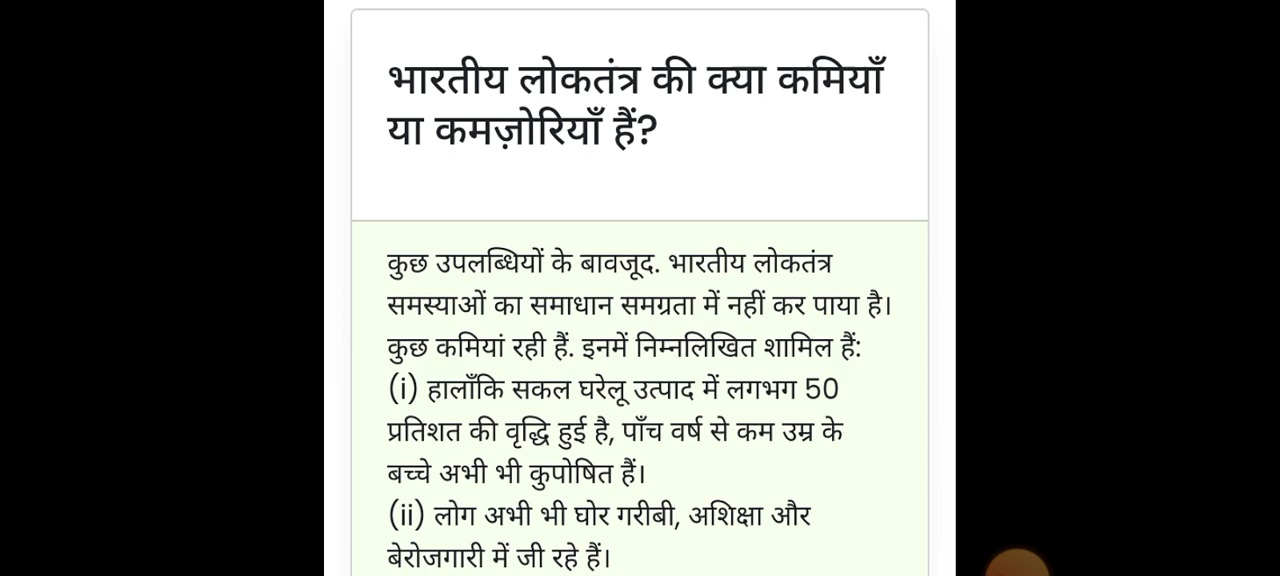 भारतीय लोकतंत्र की क्या कमियाँ
या कमज़ोरियाँ हैं?
कुछ उपलब्धियों के बावजूद. भारतीय लोकतंत्र
समस्याओं का समाधान समग्रता में नहीं कर पाया है।
कुछ कमियां रही हैं. इनमें निम्नलिखित शामिल हैं:
(i) हालाँकि सकल घरेलू उत्पाद में लगभग 50
प्रतिशत की वृद्धि हुई है, पाँच वर्ष से कम उम्र के
बच्चे अभी भी कुपोषित हैं।
(ii) लोग अभी भी घोर गरीबी, अशिक्षा और
बेरोजगारी में जी रहे हैं।